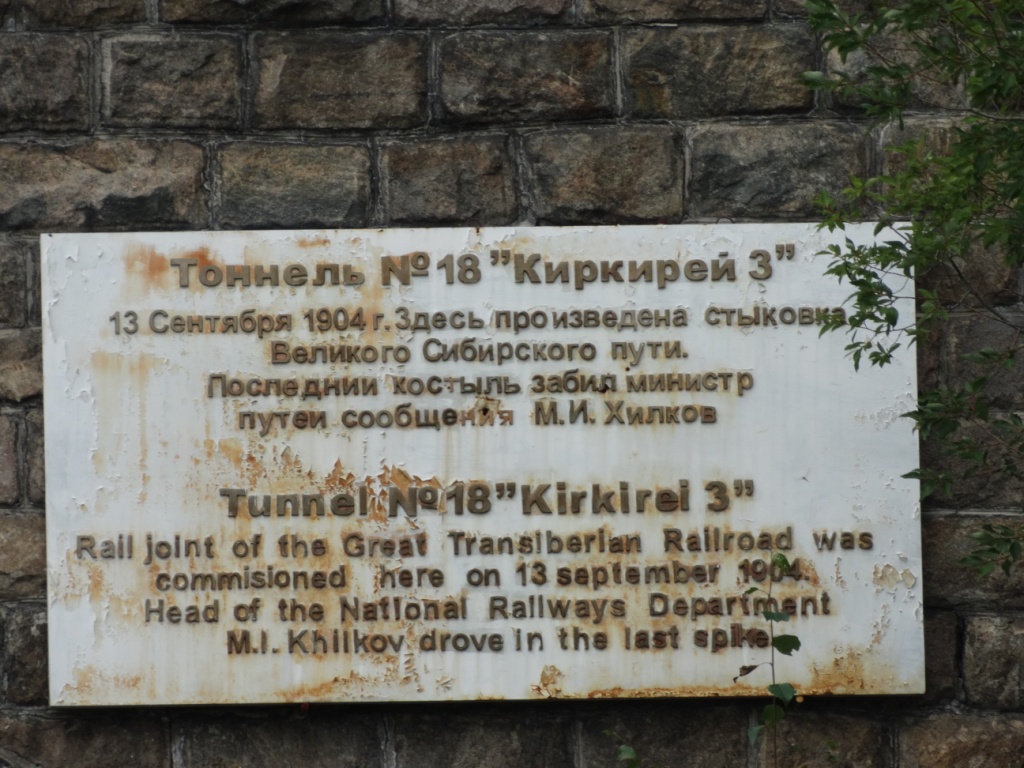 Тоннель №18 "Киркирей 3"
13 Сентября 1904 г. Здесь произведена стыковка
Великого Сибирского пути.
Последнии костыль забил министр
путеи сообщения М.И. Хилков
Tunnel №18 "Kirkirei 3"
Rail joint of the Great Transiberian Railroad was
commisioned here on 13 september 1904.
Head of the National Railways Department
M.I. Khilkov drove in the last spike